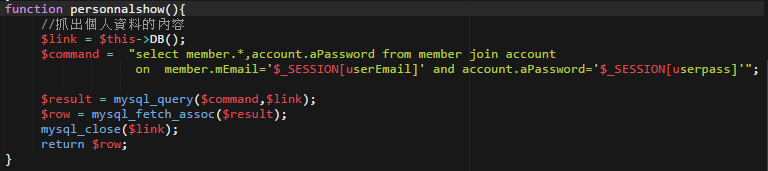 function personnalshow(){
//抓出個人資料的內容
$link = $this->DB();
$command =  "select member.*,account.aPassword from member join account
on  member.mEmail='$_SESSION[userEmail]' and account.aPassword='$_SESSION[userpass]'";
$result = mysql_query($command,$link);
$row = mysql_fetch_assoc($result);
mysql_close($link);
return $row;
}